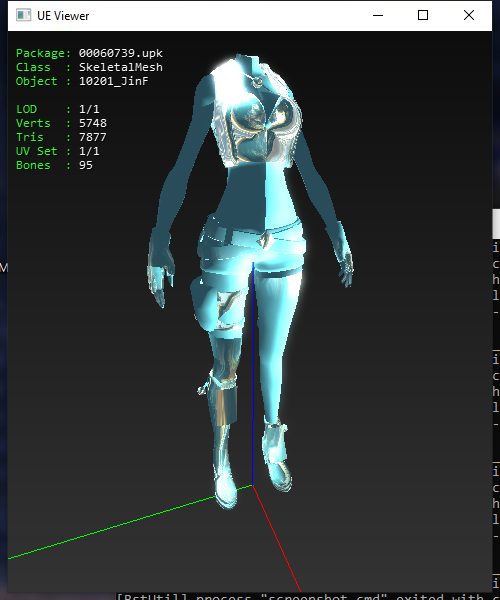 UE Viewer
Package: 00060739.upk
Class : SkeletalMesh
Object : 10201_JinF
LOD : 1/1
Verts : 5748
Tris : 7877
UV Set : 1/1
Bones : 95
M
i
c
h
l
-
i
c
h
l
-
i
c
h
l
-
i
[BstUtil] process "screenshot.cmd" exited with c